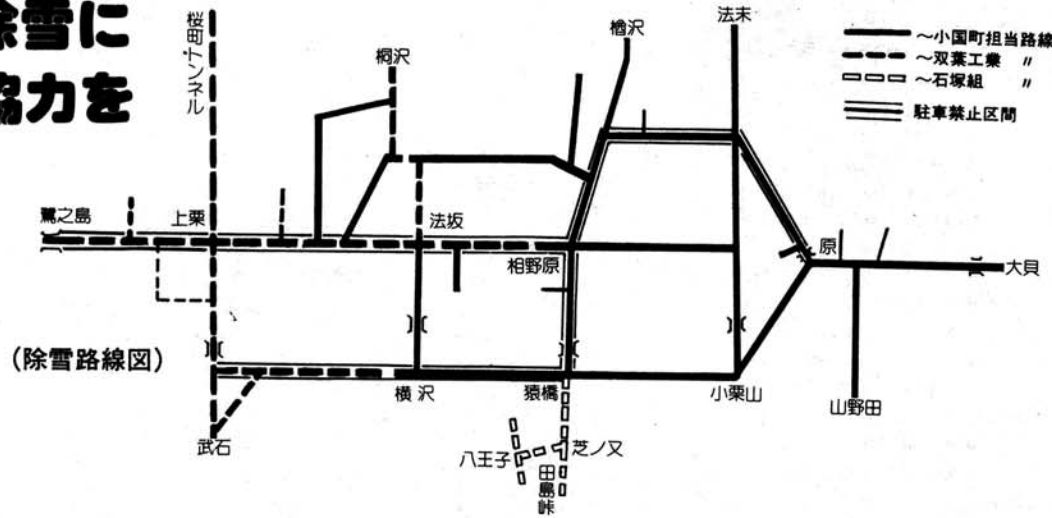 除雪に
協力を
桜町トンネル
桐沢
楢沢
法末
～小国町担当路線
～双葉工業 〃
～石塚組 〃
駐車禁止区間
鷺之島
上栗
法坂
相野原
原
大貝
(除雪路線図)
横沢
猿橋
小栗山
山野田
武石
八王子
芝ノ又
田島峠